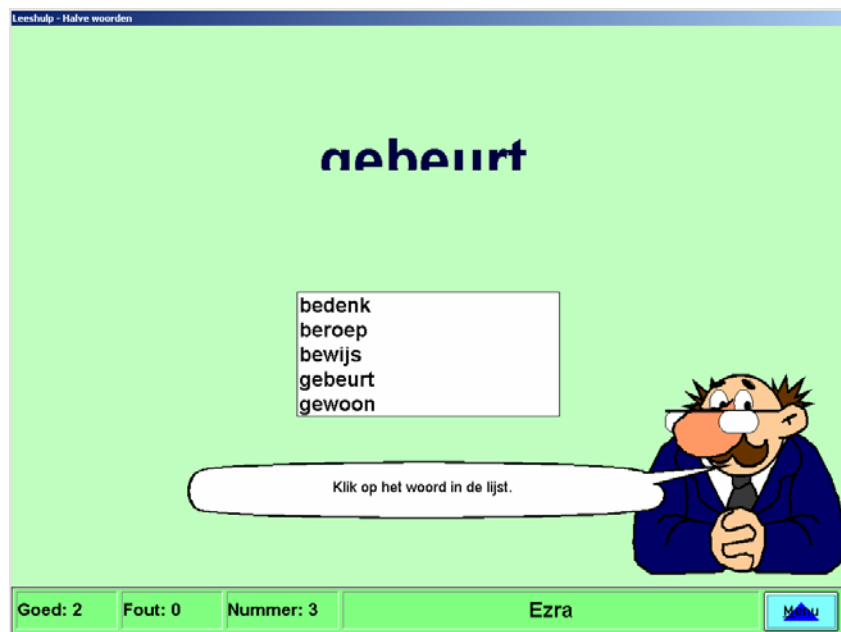 Leeshulp - Halve woorden
gebeurt
bedenk
beroep
bewijs
gebeurt
gewoon
Klik op het woord in de lijst.
Goed: 2 Fout: 0 Nummer: 3 Ezra Menu